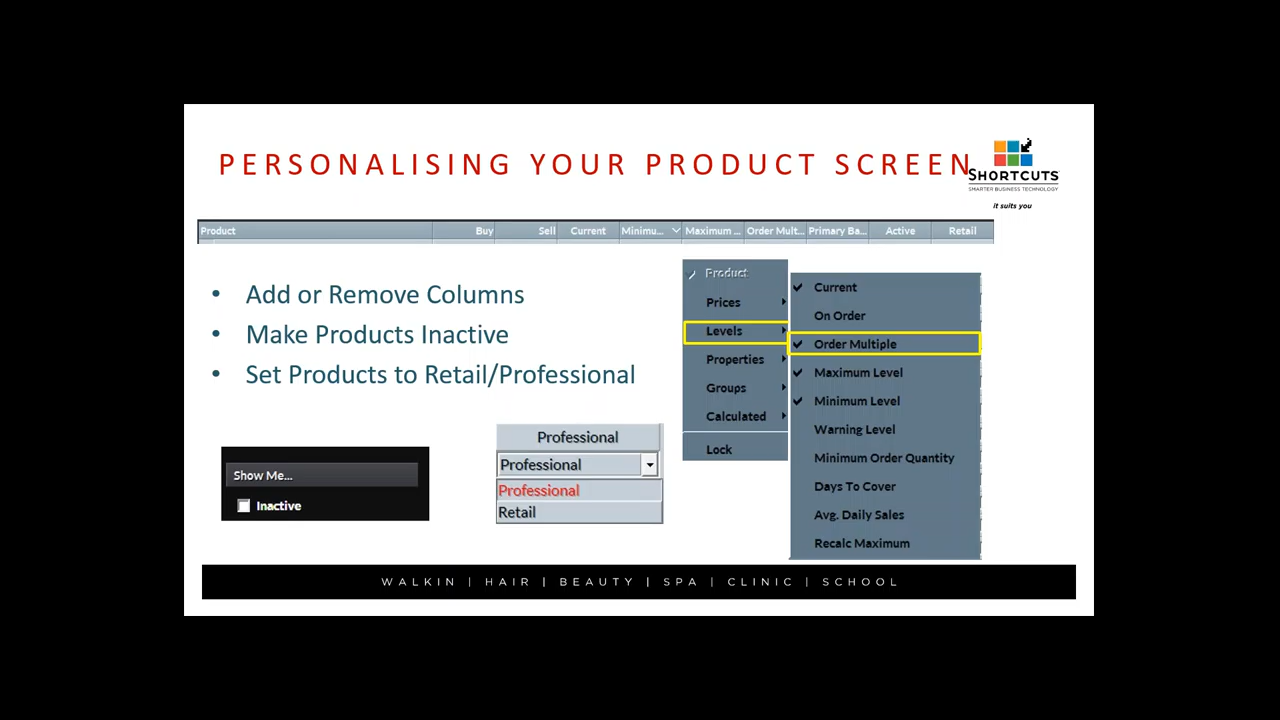 PERSONALISING YOUR PRODUCT SCREEN
SHORTCUTS
SMARTER BUSINESS TECHNOLOGY
it suits you
Product Buy Sell Current Minimu... Maximum ... Order Mult... Primary Ba... Active Retail
• Add or Remove Columns
• Make Products Inactive
• Set Products to Retail/Professional
Product
Prices
Levels
Properties
Groups
Calculated
Lock
Current
On Order
Order Multiple
Maximum Level
Minimum Level
Warning Level
Minimum Order Quantity
Days To Cover
Avg. Daily Sales
Recalc Maximum
Show Me...
Inactive
Professional
Professional
Professional
Retail
WALKIN | HAIR | BEAUTY | SPA | CLINIC | SCHOOL